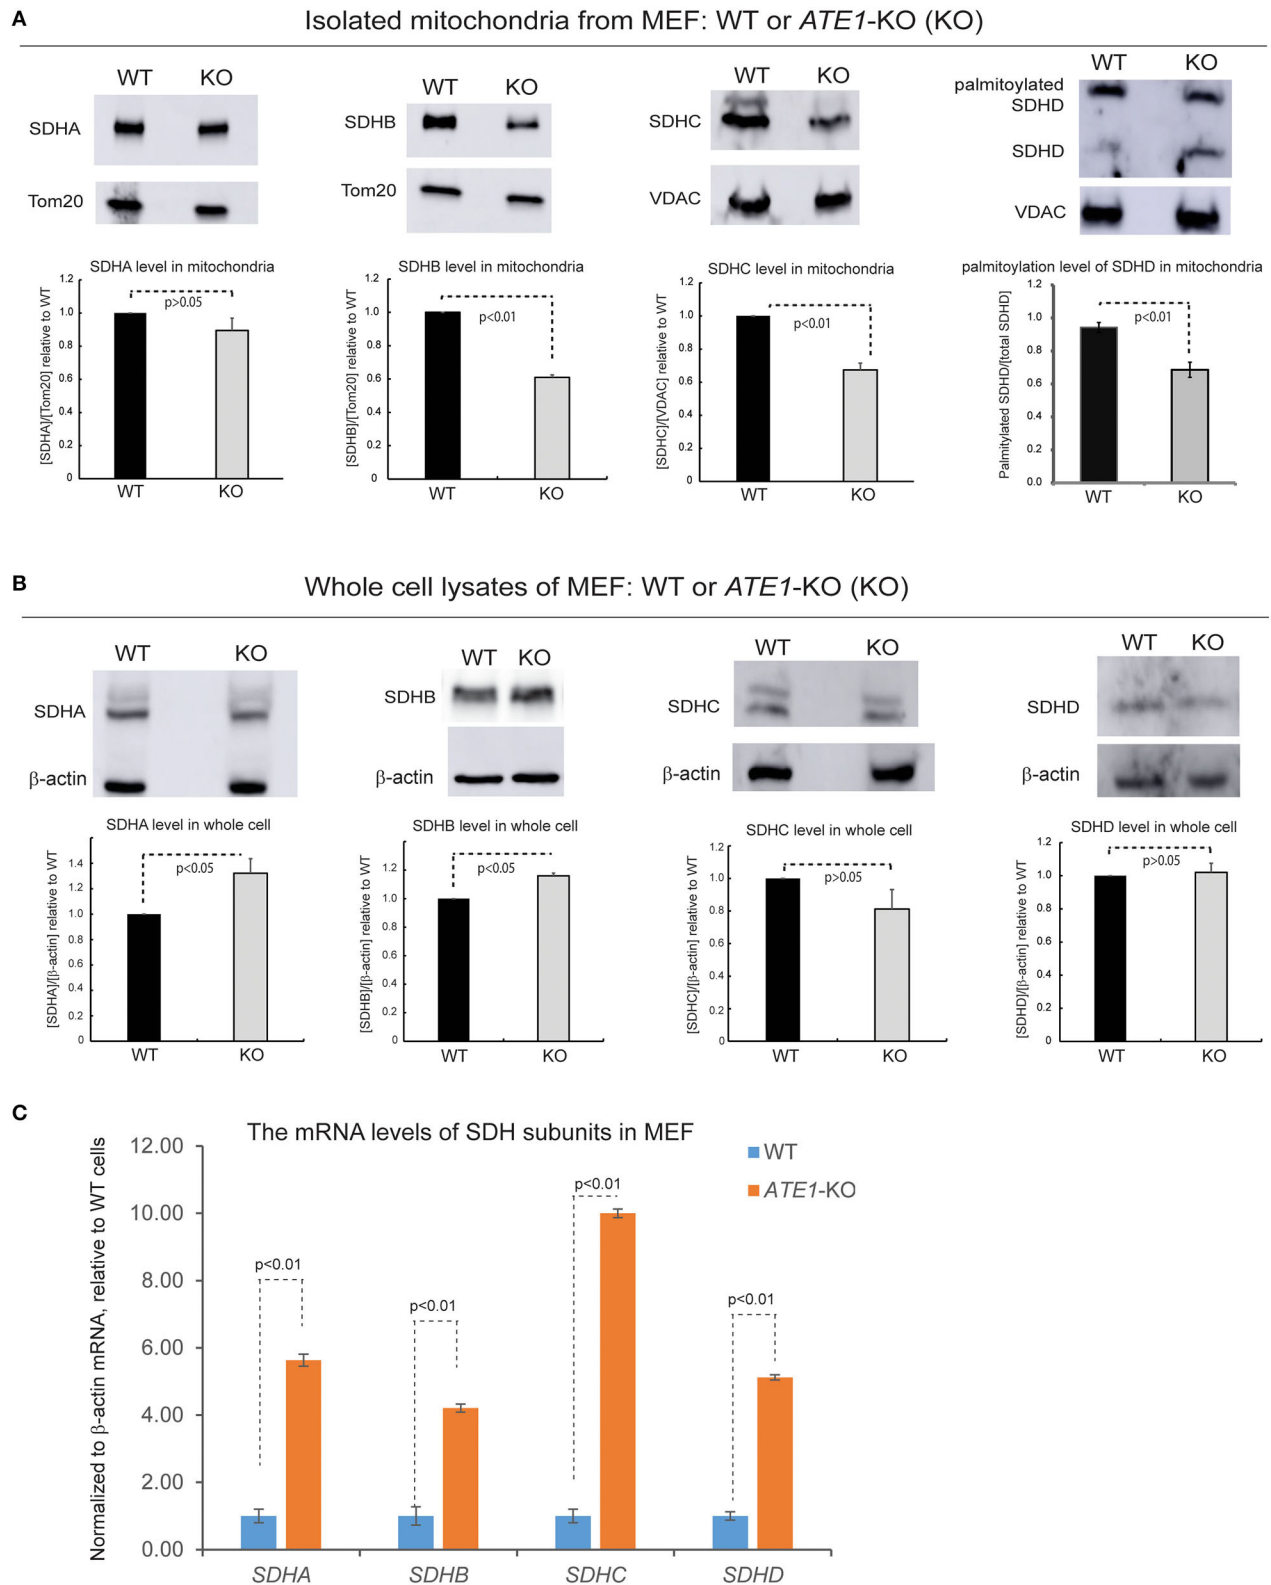 A
Isolated mitochondria from MEF: WT or ATE1-KO (KO)
WT KO
SDHA
Tom20
WT KO
SDHB
Tom20
WT KO
SDHC
VDAC
WT KO
palmitoylated
SDHD
SDHD
VDAC
SDHA level in mitochondria
[SDHA]/[Tom20] relative to WT
1.2
1.0
0.8
0.6
0.4
0.2
0
p>0.05
WT KO
SDHB level in mitochondria
[SDHB]/[Tom20] relative to WT
1.2
1.0
0.8
0.6
0.4
0.2
0
p<0.01
WT KO
SDHC level in mitochondria
[SDHC]/[VDAC] relative to WT
1.2
1.0
0.8
0.6
0.4
0.2
0
p<0.01
WT KO
palmitoylation level of SDHD in mitochondria
Palmitylated SDHD/[total SDHD]
1.2
1.0
0.8
0.6
0.4
0.2
0.0
p<0.01
WT KO
B
Whole cell lysates of MEF: WT or ATE1-KO (KO)
WT KO
SDHA
β-actin
WT KO
SDHB
β-actin
WT KO
SDHC
β-actin
WT KO
SDHD
β-actin
SDHA level in whole cell
[SDHA]/[β-actin] relative to WT
1.4
1.2
1.0
0.8
0.6
0.4
0.2
0
p<0.05
WT KO
SDHB level in whole cell
[SDHB]/[β-actin] relative to WT
1.2
1.0
0.8
0.6
0.4
0.2
0
p<0.05
WT KO
SDHC level in whole cell
[SDHC]/[β-actin] relative to WT
1.2
1.0
0.8
0.6
0.4
0.2
0
p>0.05
WT KO
SDHD level in whole cell
[SDHD]/[β-actin] relative to WT
1.2
1.0
0.8
0.6
0.4
0.2
0
p>0.05
WT KO
C
The mRNA levels of SDH subunits in MEF
Normalized to β-actin mRNA, relative to WT cells
12.00
10.00
8.00
6.00
4.00
2.00
0.00
WT
ATE1-KO
p<0.01
p<0.01
p<0.01
p<0.01
SDHA SDHB SDHC SDHD